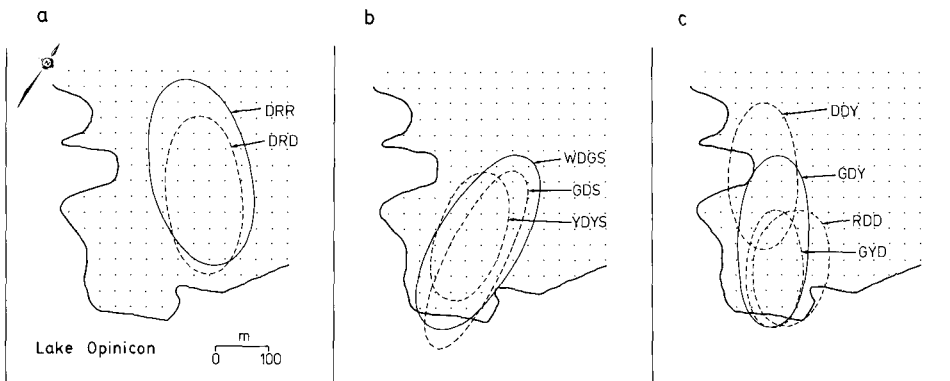 a
b
c
N
DRR
DRD
WDGS
GDS
YDYS
DDY
GDY
RDD
GYD
Lake Opinicon
m
0 100